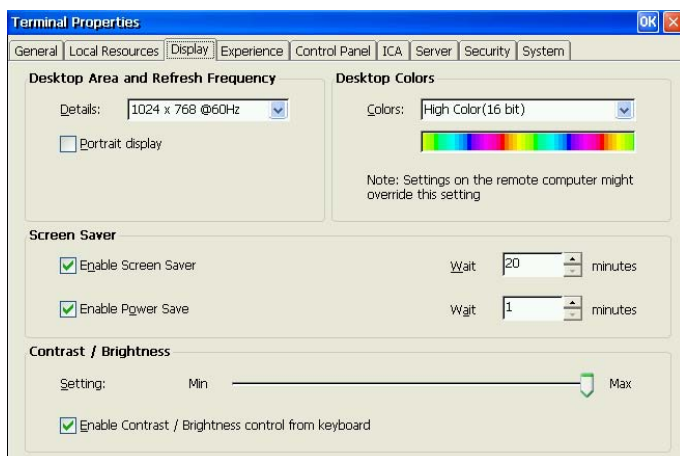 Terminal Properties OK
General Local Resources Display Experience Control Panel ICA Server Security System
Desktop Area and Refresh Frequency
Details: 1024 x 768 @60Hz
Portrait display
Desktop Colors
Colors: High Color(16 bit)
Note: Settings on the remote computer might
override this setting
Screen Saver
Enable Screen Saver Wait 20 minutes
Enable Power Save Wait 1 minutes
Contrast / Brightness
Setting: Min Max
Enable Contrast / Brightness control from keyboard